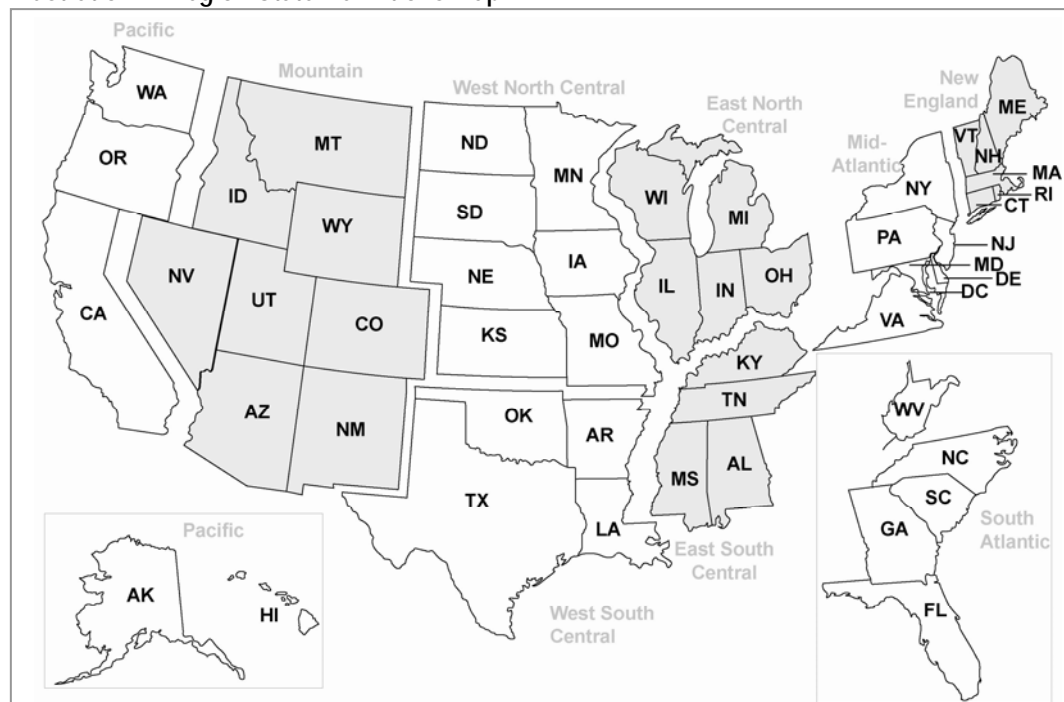 Pacific
Mountain
West North Central
East North
Central
New
England
Mid-
Atlantic
WA
OR
CA
MT
ID
WY
NV
UT
CO
AZ
NM
ND
SD
NE
KS
MN
IA
MO
OK
AR
TX
LA
WI
MI
IL
IN
OH
KY
TN
MS
AL
ME
VT
NH
MA
RI
CT
NY
PA
NJ
MD
DE
DC
VA
WV
NC
SC
GA
FL
South
Atlantic
East South
Central
West South
Central
Pacific
AK
HI